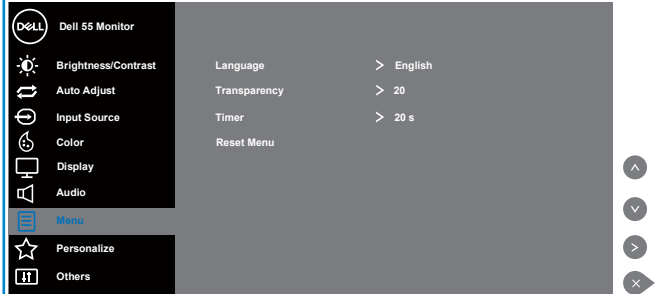 DELL
Dell 55 Monitor
Brightness/Contrast
Auto Adjust
Input Source
Color
Display
Audio
Menu
Personalize
Others
Language > English
Transparency > 20
Timer > 20 s
Reset Menu